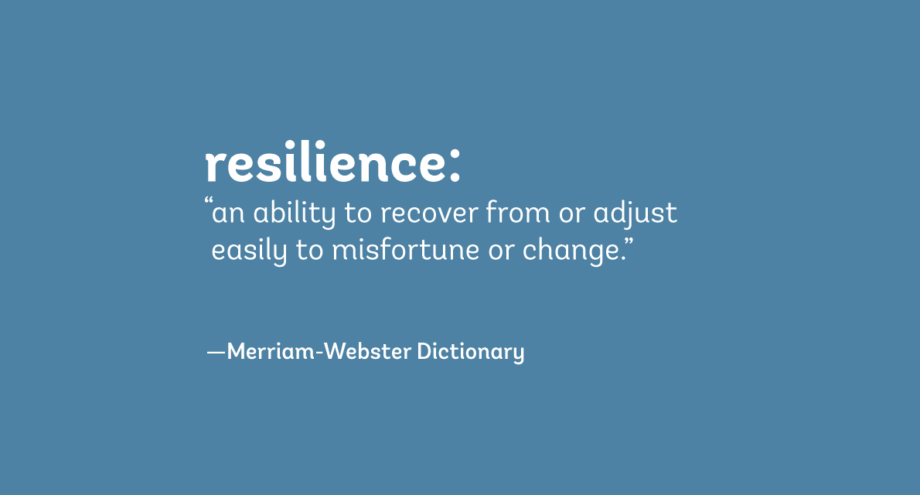 resilience:
“an ability to recover from or adjust
easily to misfortune or change.”
—Merriam-Webster Dictionary